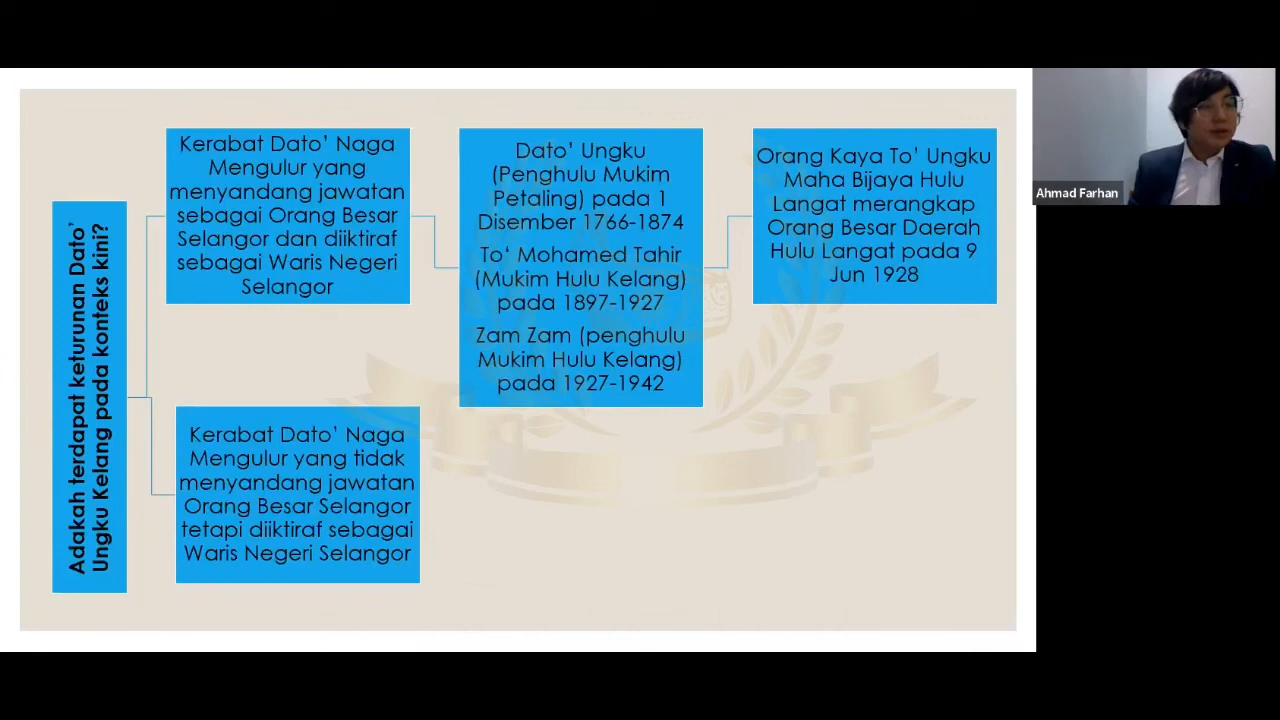 Adakah terdapat keturunan Dato'
Ungku Kelang pada konteks kini?
Kerabat Dato' Naga
Mengulur yang
menyandang jawatan
sebagai Orang Besar
Selangor dan diiktiraf
sebagai Waris Negeri
Selangor
Dato' Ungku
(Penghulu Mukim
Petaling) pada 1
Disember 1766-1874
To' Mohamed Tahir
(Mukim Hulu Kelang)
pada 1897-1927
Zam Zam (penghulu
Mukim Hulu Kelang)
pada 1927-1942
Orang Kaya To' Ungku
Maha Bijaya Hulu
Langat merangkap
Orang Besar Daerah
Hulu Langat pada 9
Jun 1928
Kerabat Dato' Naga
Mengulur yang tidak
menyandang jawatan
Orang Besar Selangor
tetapi diiktiraf sebagai
Waris Negeri Selangor
Ahmad Farhan